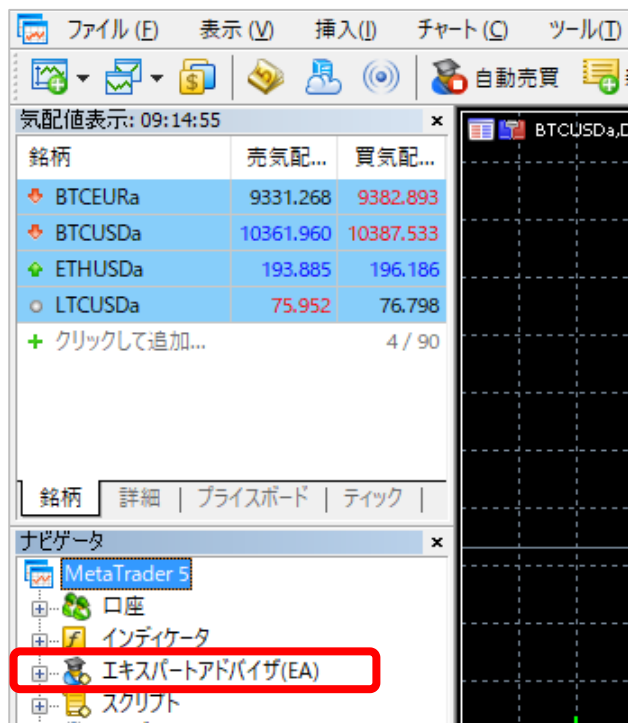 ファイル (F) 表示 (V) 挿入(I) チャート (C) ツール(T)
自動売買
気配値表示: 09:14:55
銘柄 売気配... 買気配...
BTCEURa 9331.268 9382.893
BTCUSDa 10361.960 10387.533
ETHUSDa 193.885 196.186
LTCUSDa 75.952 76.798
クリックして追加... 4 / 90
銘柄 詳細 | プライスボード | ティック |
BTCUSDa,D
ナビゲータ
MetaTrader 5
口座
インディケータ
エキスパートアドバイザ(EA)
スクリプト